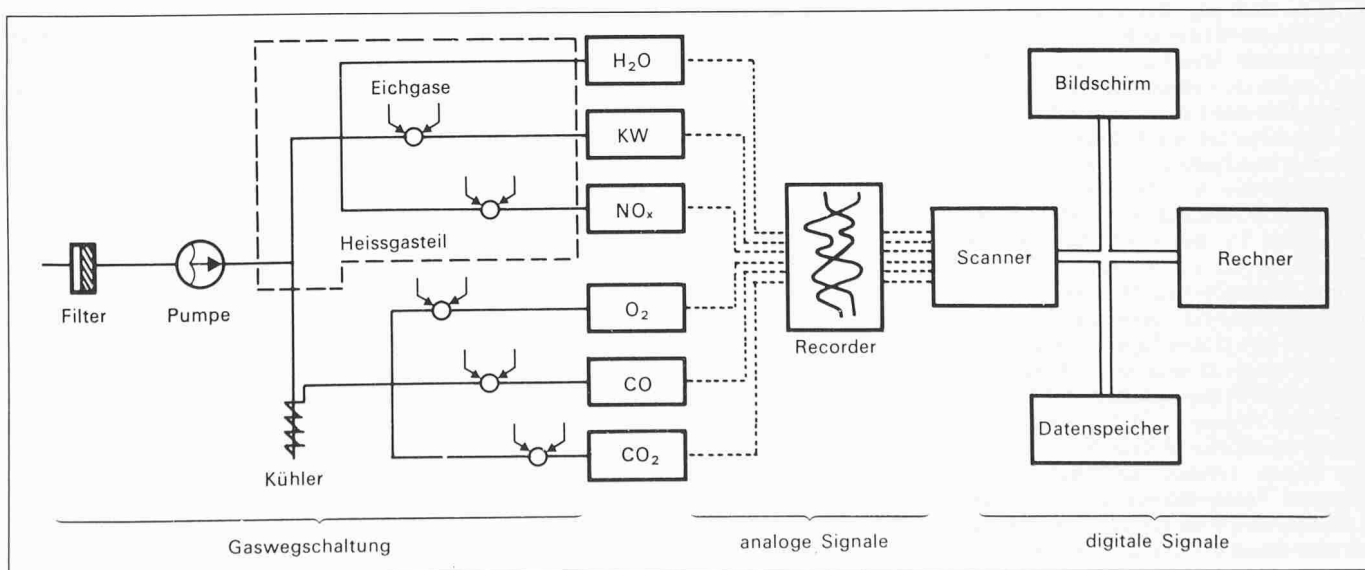 H₂O
Eichgase
KW
NOₓ
Heissgasteil
Filter
Pumpe
O₂
CO
CO₂
Kühler
Recorder
Bildschirm
Scanner
Rechner
Datenspeicher
Gaswegschaltung
analoge Signale
digitale Signale